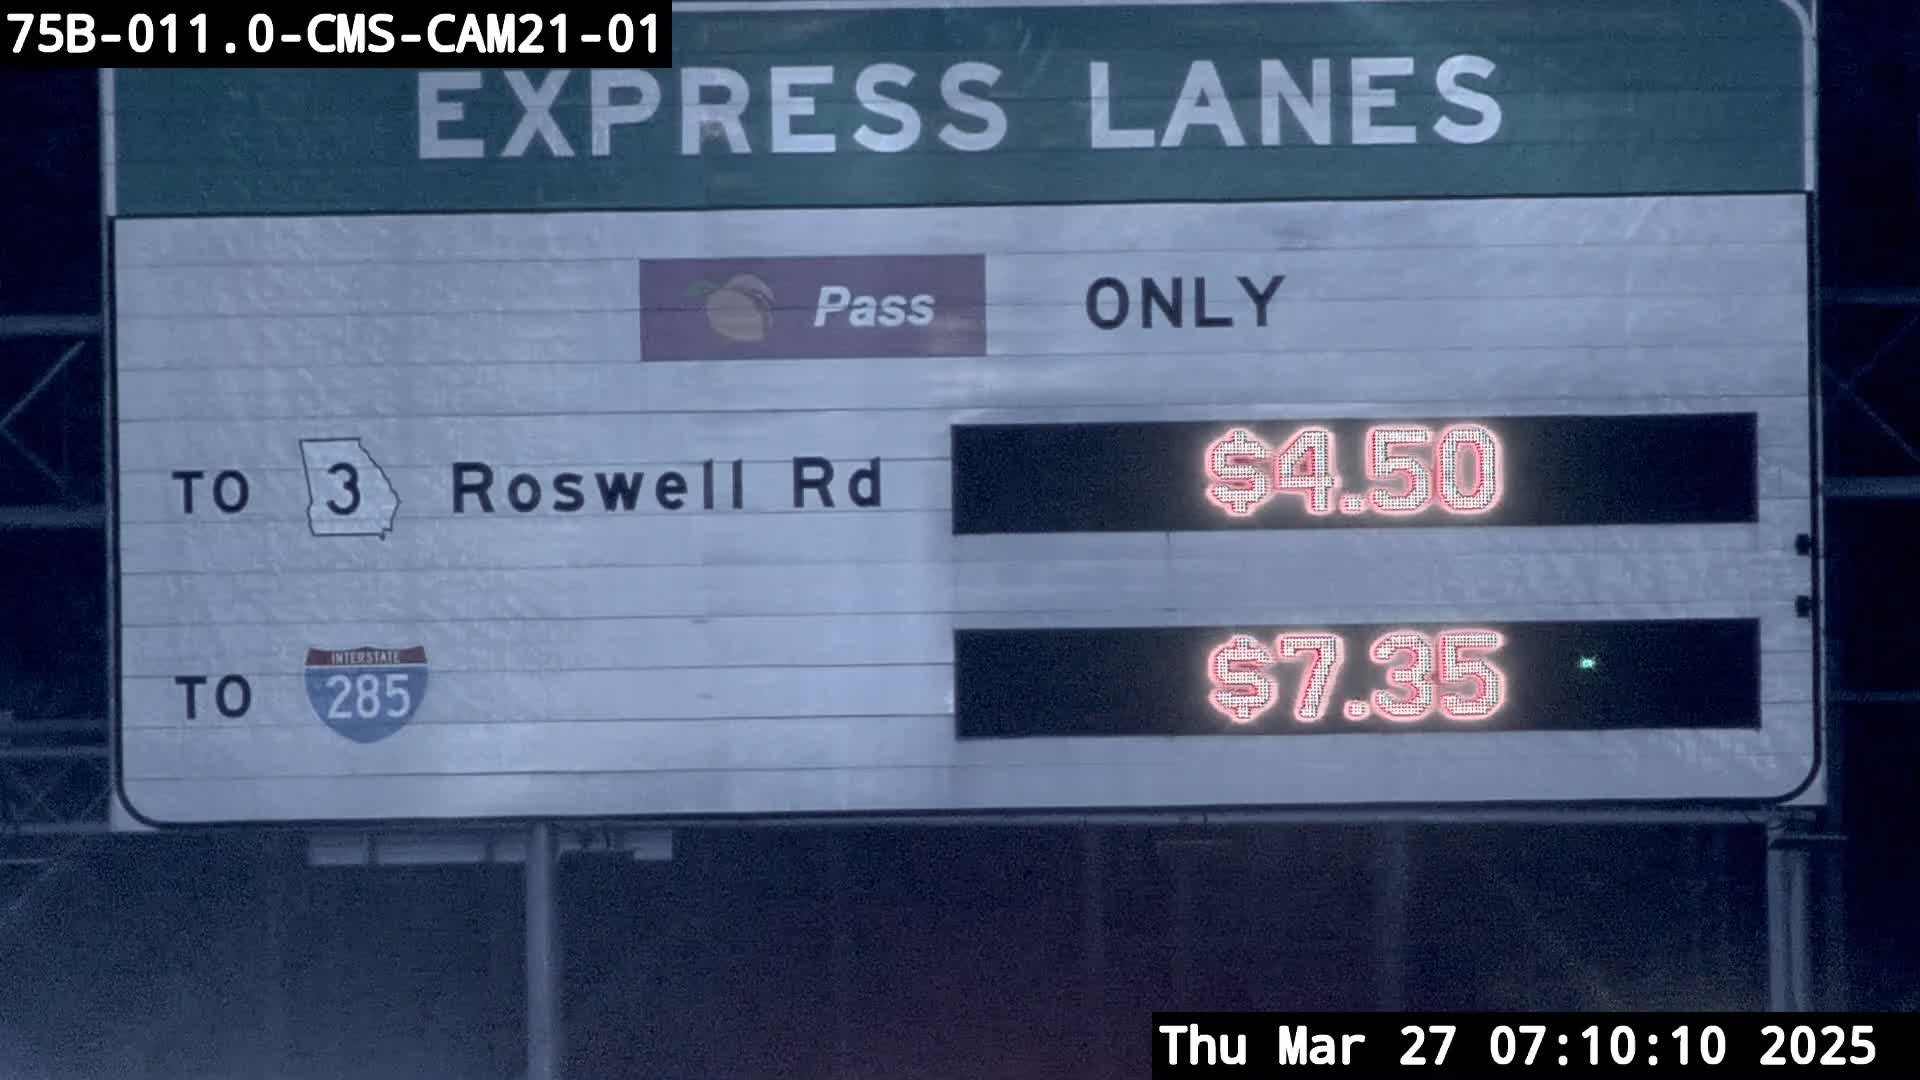 75B-011.0-CMS-CAM21-01
EXPRESS LANES
Pass ONLY
TO 3 Roswell Rd $4.50
TO INTERSTATE 285 $7.35
Thu Mar 27 07:10:10 2025